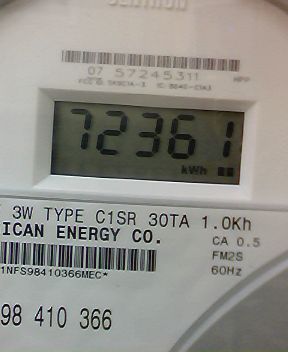 CENTRON
07 57245311
72361
kWh
3W TYPE C1SR 30TA 1.0Kh
ICAN ENERGY CO.
CA 0.5
FM2S
60Hz
1NFS98410366MEC*
98 410 366